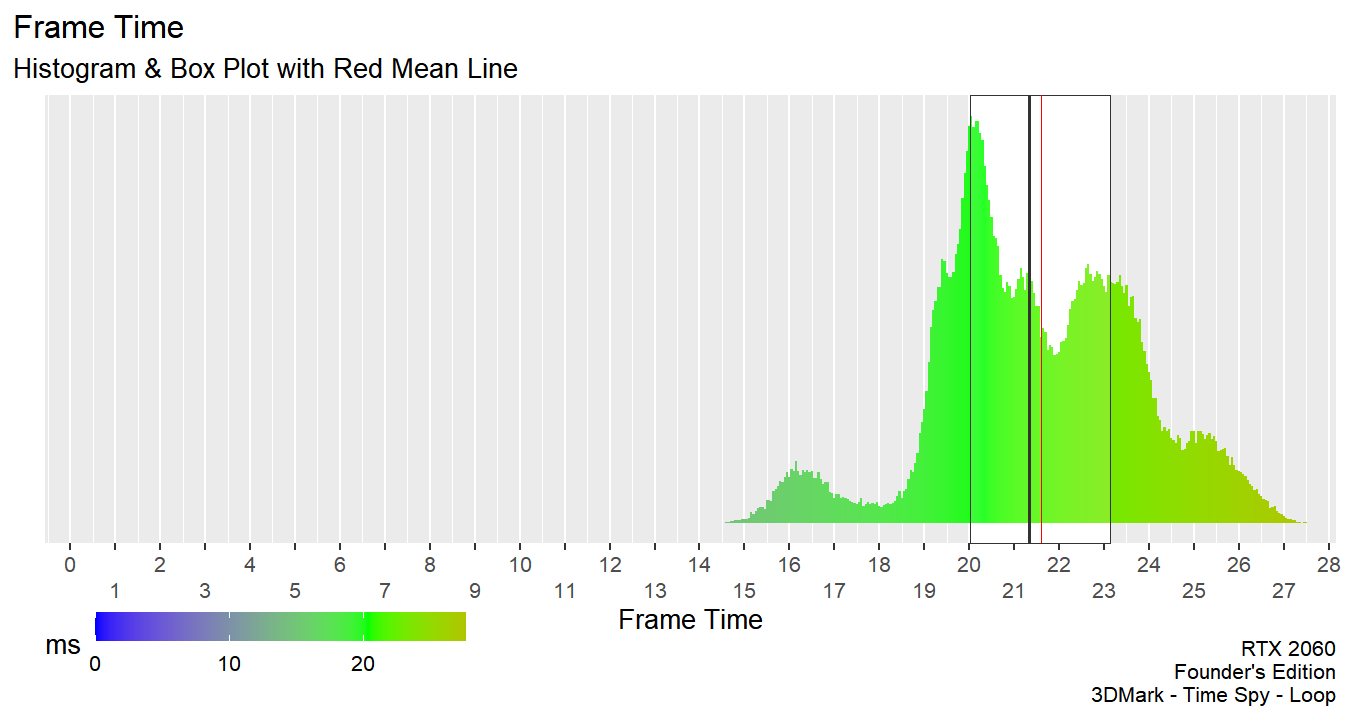 Frame Time
Histogram & Box Plot with Red Mean Line
0 2 4 6 8 10 12 14 16 18 20 22 24 26 28
1 3 5 7 9 11 13 15 17 19 21 23 25 27
Frame Time
ms
0 10 20
RTX 2060
Founder's Edition
3DMark - Time Spy - Loop